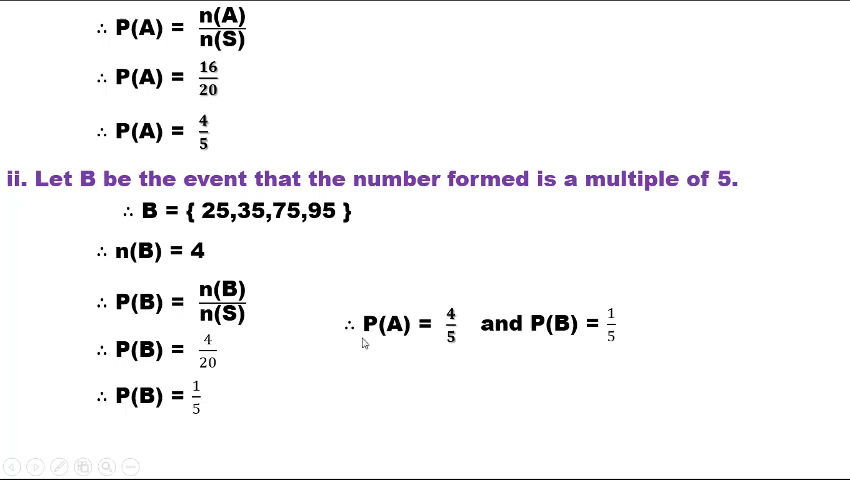 ∴ P(A) = n(A)/n(S)
∴ P(A) = 16/20
∴ P(A) = 4/5
ii. Let B be the event that the number formed is a multiple of 5.
∴ B = { 25,35,75,95 }
∴ n(B) = 4
∴ P(B) = n(B)/n(S)
∴ P(A) = 4/5 and P(B) = 1/5
∴ P(B) = 4/20
∴ P(B) = 1/5